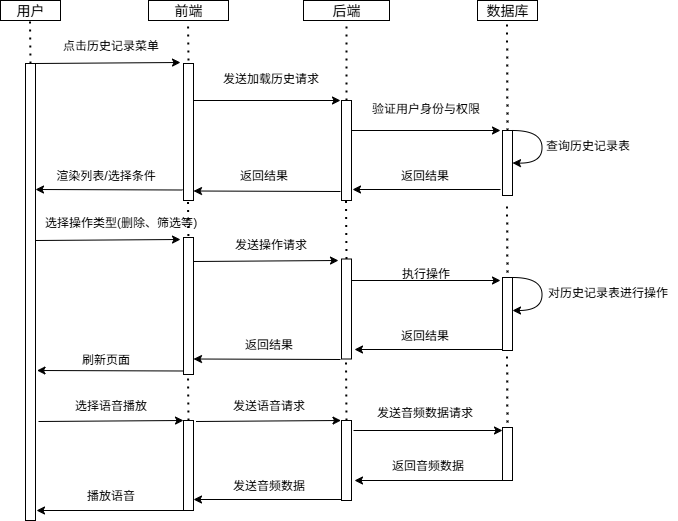 用户
前端
后端
数据库
点击历史记录菜单
发送加载历史请求
验证用户身份与权限
查询历史记录表
渲染列表/选择条件
返回结果
返回结果
选择操作类型(删除、筛选等)
发送操作请求
执行操作
对历史记录表进行操作
返回结果
返回结果
刷新页面
选择语音播放
发送语音请求
发送音频数据请求
返回音频数据
发送音频数据
播放语音